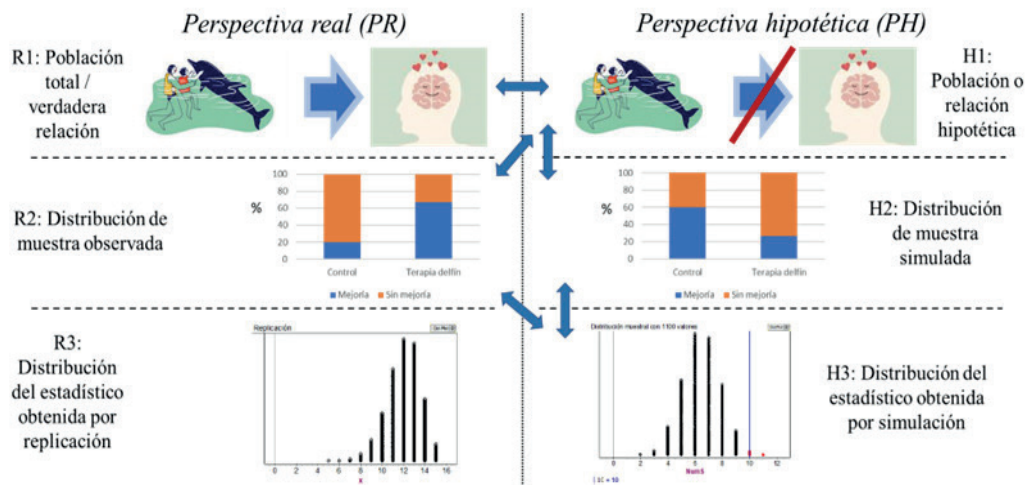 Perspectiva real (PR)
Perspectiva hipotética (PH)
R1: Población
total /
verdadera
relación
H1:
Población o
relación
hipotética
R2: Distribución de
muestra observada
100
80
60
40
20
0
%
Control
Terapia delfín
Mejoría
Sin mejoría
100
80
60
40
20
0
%
Control
Terapia delfín
Mejoría
Sin mejoría
H2: Distribución
de muestra
simulada
R3:
Distribución
del estadístico
obtenida por
replicación
Replicación
0 2 4 6 8 10 12 14 16
X
Distribución muestral con 1100 valores
0 2 4 6 8 10 12
NumS
H3: Distribución del
estadístico obtenida
por simulación